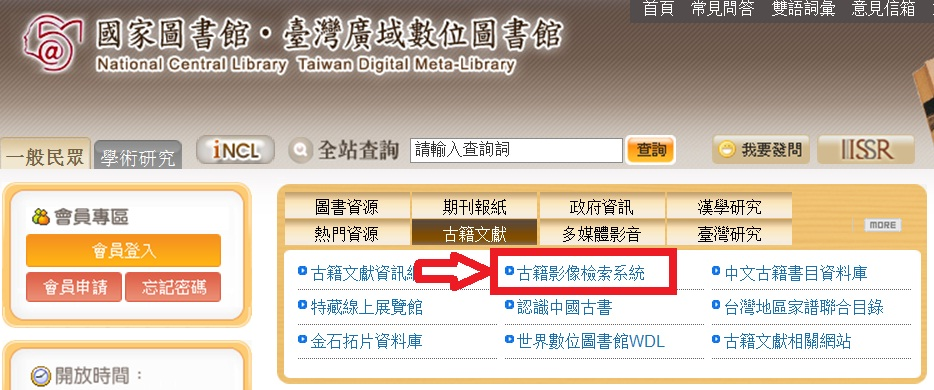 首頁 常見問答 雙語詞彙 意見信箱
國家圖書館・臺灣廣域數位圖書館
National Central Library Taiwan Digital Meta-Library
一般民眾 學術研究 iNCL 全站查詢 請輸入查詢詞 查詢 我要發問 IISSR
會員專區
會員登入
會員申請 忘記密碼
開放時間：
圖書資源 期刊報紙 政府資訊 漢學研究
熱門資源 古籍文獻 多媒體影音 臺灣研究
MORE
古籍文獻資訊 古籍影像檢索系統 中文古籍書目資料庫
特藏線上展覽館 認識中國古書 台灣地區家譜聯合目錄
金石拓片資料庫 世界數位圖書館WDL 古籍文獻相關網站